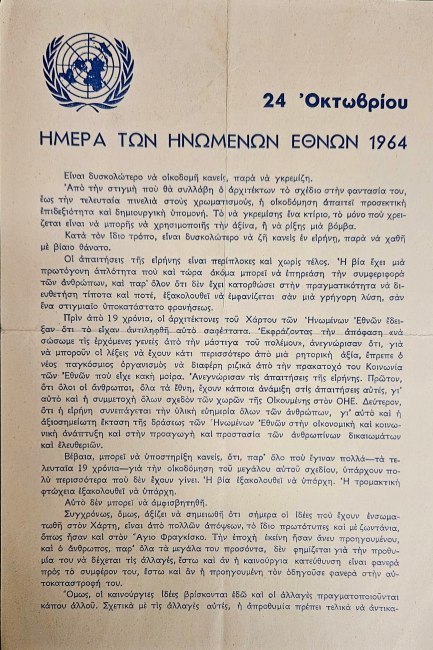 24 Ὀκτωβρίου
ΗΜΕΡΑ ΤΩΝ ΗΝΩΜΕΝΩΝ ΕΘΝΩΝ 1964
Εἶναι δυσκολώτερο νὰ οἰκοδομῇ κανείς, παρὰ νὰ γκρεμίζῃ.
Ἀπὸ τὴν στιγμὴ ποὺ θὰ συλλάβῃ ὁ ἀρχιτέκτων τὸ σχέδιο στὴν φαντασία του,
ἕως τὴν τελευταία πινελιὰ στοὺς χρωματισμούς, ἡ οἰκοδόμηση ἀπαιτεῖ προσεκτικὴ
ἐπιδεξιότητα καὶ δημιουργικὴ ὑπομονή. Τὸ νὰ γκρεμίσῃς ἕνα κτίριο, τὸ μόνο ποὺ χρει-
ζεται εἶναι νὰ μπορῇς νὰ χρησιμοποιῇς τὴν ἀξίνα, ἢ νὰ ρίξῃς μιὰ βόμβα.
Κατὰ τὸν ἴδιο τρόπο, εἶναι δυσκολώτερο νὰ ζῇ κανεὶς ἐν εἰρήνῃ, παρὰ νὰ χαθῇ
μὲ βίαιο θάνατο.
Οἱ ἀπαιτήσεις τῆς εἰρήνης εἶναι περίπλοκες καὶ χωρὶς τέλος. Ἡ βία ἔχει μιὰ
πρωτόγονη ἁπλότητα ποὺ καὶ τώρα ἀκόμα μπορεῖ νὰ ἐπηρεάσῃ τὴν συμπεριφορὰ
τῶν ἀνθρώπων, καὶ παρ' ὅλον ὅτι δὲν ἔχει κατορθώσει στὴν πραγματικότητα νὰ δι-
ευθετήσῃ τίποτα καὶ ποτέ, ἐξακολουθεῖ νὰ ἐμφανίζεται σὰν μιὰ γρήγορη λύση, σὰν
ἕνα στιγμιαῖο ὑποκατάστατο φρονήσεως.
Πρὶν ἀπὸ 19 χρόνια, οἱ ἀρχιτέκτονες τοῦ Χάρτου τῶν Ἡνωμένων Ἐθνῶν ἔδει-
ξαν ὅτι τὸ εἶχαν ἀντιληφθῆ αὐτὸ σαφέστατα. Ἐκφράζοντας τὴν ἀπόφαση «νὰ
σώσωμε τὶς ἐρχόμενες γενεὲς ἀπὸ τὴν μάστιγα τοῦ πολέμου», ἀνεγνώρισαν ὅτι, γιὰ
νὰ μποροῦν οἱ λέξεις νὰ ἔχουν κάτι περισσότερο ἀπὸ μιὰ ρητορικὴ ἀξία, ἔπρεπε ὁ
νέος παγκόσμιος ὀργανισμὸς νὰ διαφέρῃ ριζικὰ ἀπὸ τὴν προκάτοχό του Κοινωνία
τῶν Ἐθνῶν ποὺ εἶχε κακὴ μοίρα. Ἀνεγνώρισαν τὶς ἀπαιτήσεις τῆς εἰρήνης. Πρῶτον,
ὅτι ὅλοι οἱ ἄνθρωποι, ὅλα τὰ ἔθνη, ἔχουν κάποια ἀνάμιξη στὶς ἀπαιτήσεις αὐτές, γι'
αὐτὸ καὶ ἡ συμμετοχὴ ὅλων σχεδὸν τῶν χωρῶν τῆς Οἰκουμένης στὸν ΟΗΕ. Δεύτερον,
ὅτι ἡ εἰρήνη συνεπάγεται τὴν ὑλικὴ εὐημερία ὅλων τῶν ἀνθρώπων, γι' αὐτὸ καὶ ἡ
ἀξιοσημείωτη ἔκταση τῆς δράσεως τῶν Ἡνωμένων Ἐθνῶν στὴν οἰκονομικὴ καὶ κοινω-
νικὴ ἀνάπτυξη καὶ στὴν προαγωγὴ καὶ προστασία τῶν ἀνθρωπίνων δικαιωμάτων
καὶ ἐλευθεριῶν.
Βέβαια, μπορεῖ νὰ ὑποστηρίξῃ κανείς, ὅτι, παρ' ὅλο ποὺ ἔγιναν πολλὰ—τὰ τε-
λευταῖα 19 χρόνια—γιὰ τὴν οἰκοδόμηση τοῦ μεγάλου αὐτοῦ σχεδίου, ὑπάρχουν πο-
λὺ περισσότερα ποὺ δὲν ἔχουν γίνει. Ἡ βία ἐξακολουθεῖ νὰ ὑπάρχῃ. Ἡ τρομακτικὴ
φτώχεια ἐξακολουθεῖ νὰ ὑπάρχῃ.
Αὐτὸ δὲν μπορεῖ νὰ ἀμφισβητηθῇ.
Συγχρόνως, ὅμως, ἀξίζει νὰ σημειωθῇ ὅτι σήμερα οἱ ἰδέες ποὺ ἔχουν ἐνσωμα-
τωθῆ στὸν Χάρτη, εἶναι ἀπὸ πολλῶν ἀπόψεων, τὸ ἴδιο πρωτότυπες καὶ μὲ ζωντάνια,
ὅπως ἦσαν καὶ στὸν Ἅγιο Φραγκίσκο. Τὴν ἐποχὴ ἐκείνη ἦσαν ἄνευ προηγουμένου,
καὶ ὁ ἄνθρωπος, παρ' ὅλα τὰ μεγάλα του προσόντα, δὲν φημίζεται γιὰ τὴν προθυ-
μία του νὰ δέχεται τὶς ἀλλαγές, ἔστω καὶ ἂν ἡ καινούργια κατεύθυνση εἶναι φανερὰ
πρὸς τὸ συμφέρον του, ἔστω καὶ ἂν ἡ προηγουμένη τὸν ὁδηγοῦσε φανερὰ στὴν αὐ-
τοκαταστροφή του.
Ὅμως, οἱ καινούργιες ἰδέες βρίσκονται ἐδῶ καὶ οἱ ἀλλαγὲς πραγματοποιοῦνται
κάπου ἀλλοῦ. Σχετικὰ μὲ τὶς ἀλλαγὲς αὐτές, ἡ ἀπροθυμία πρέπει τελικὰ νὰ ἀντικα-